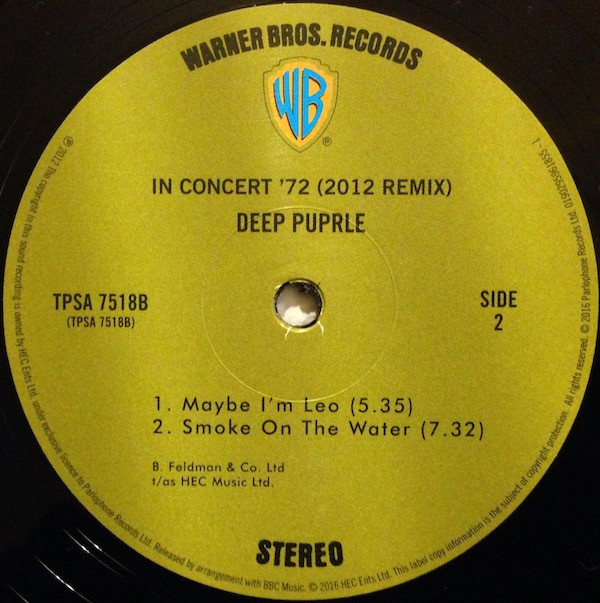 WARNER BROS. RECORDS
WB
®
IN CONCERT '72 (2012 REMIX)
DEEP PUPRLE
TPSA 7518B
(TPSA 7518B)
SIDE
2
1. Maybe I'm Leo (5.35)
2. Smoke On The Water (7.32)
B. Feldman & Co. Ltd
t/as HEC Music Ltd.
STEREO
℗ 2012 The copyright in this sound recording is owned by HEC Ents Ltd. under exclusive licence to Parlophone Records Ltd. Released by arrangement with BBC Music. © 2016 HEC Ents Ltd. This label copy information is the subject of copyright protection. All rights reserved. © 2016 Parlophone Records Ltd. 0190295961855 - 1